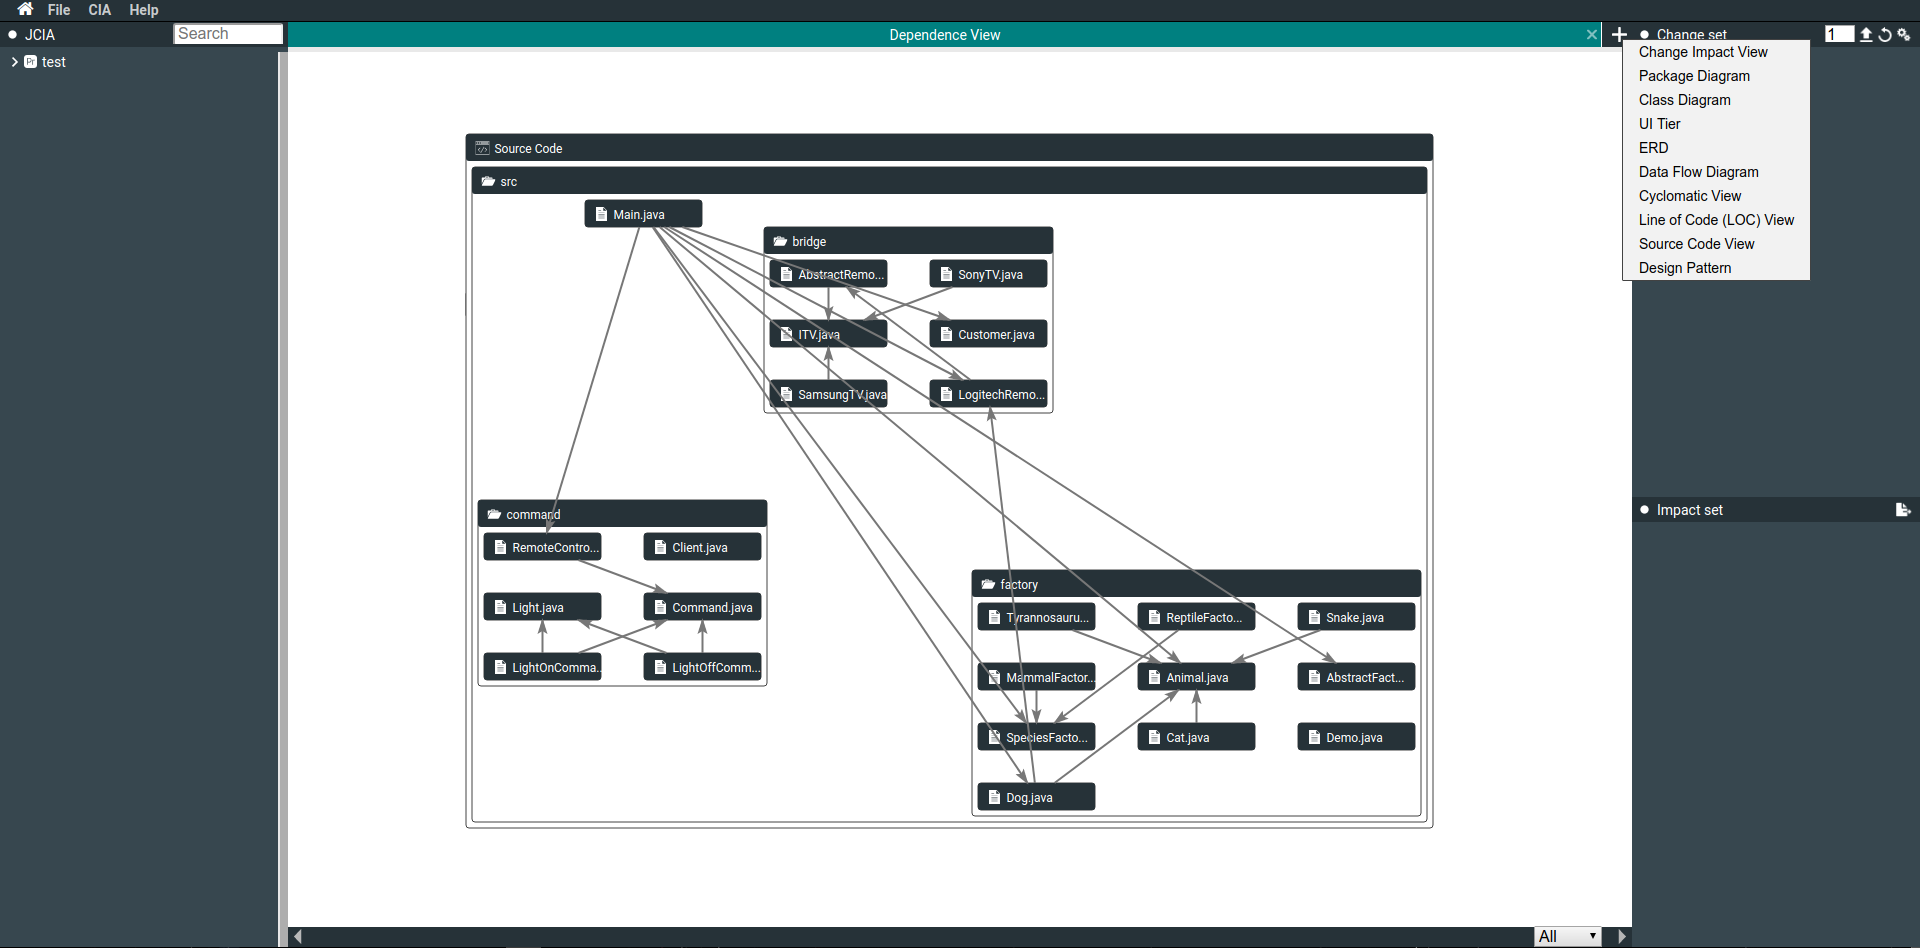 File CIA Help
JCIA Search
Dependence View
Change set 1
test
Change Impact View
Package Diagram
Class Diagram
UI Tier
ERD
Data Flow Diagram
Cyclomatic View
Line of Code (LOC) View
Source Code View
Design Pattern
Source Code
src
Main.java
bridge
AbstractRemo...
SonyTV.java
ITV.java
Customer.java
SamsungTV.java
LogitechRemo...
command
RemoteContro...
Client.java
Light.java
Command.java
LightOnComma..
LightOffComm...
factory
Tyrannosauru...
ReptileFacto...
Snake.java
MammalFactor...
Animal.java
AbstractFact...
SpeciesFacto...
Cat.java
Demo.java
Dog.java
Impact set
All